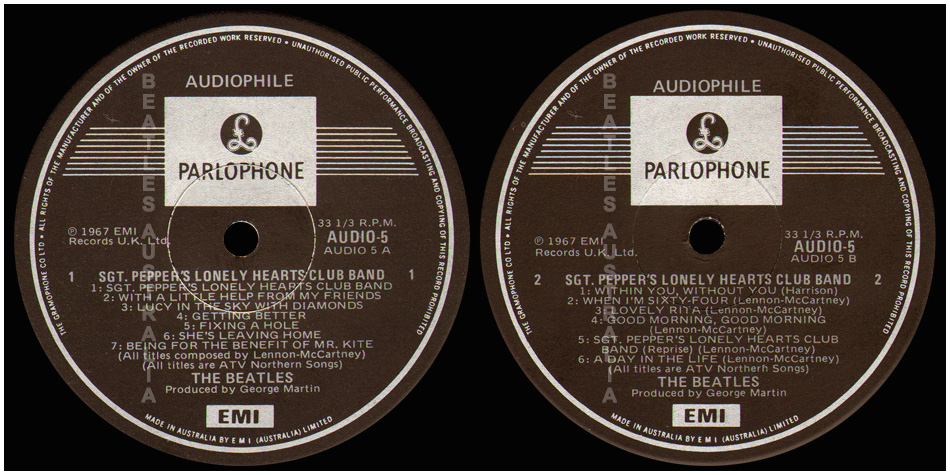 THE GRAMOPHONE CO LTD • ALL RIGHTS OF THE MANUFACTURER AND OF THE OWNER OF THE RECORDED WORK RESERVED • UNAUTHORISED PUBLIC PERFORMANCE BROADCASTING AND COPYING OF THIS RECORD PROHIBITED
AUDIOPHILE
£
PARLOPHONE
BEATLES AUSTRALIA
℗ 1967 EMI
Records U.K. Ltd.
33 1/3 R.P.M.
AUDIO-5
AUDIO 5 A
1 SGT. PEPPER'S LONELY HEARTS CLUB BAND 1
1: SGT. PEPPER'S LONELY HEARTS CLUB BAND
2: WITH A LITTLE HELP FROM MY FRIENDS
3: LUCY IN THE SKY WITH DIAMONDS
4: GETTING BETTER
5: FIXING A HOLE
6: SHE'S LEAVING HOME
7: BEING FOR THE BENEFIT OF MR. KITE
(All titles composed by Lennon-McCartney)
(All titles are ATV Northern Songs)
THE BEATLES
Produced by George Martin
EMI
MADE IN AUSTRALIA BY E M I (AUSTRALIA) LIMITED
THE GRAMOPHONE CO LTD • ALL RIGHTS OF THE MANUFACTURER AND OF THE OWNER OF THE RECORDED WORK RESERVED • UNAUTHORISED PUBLIC PERFORMANCE BROADCASTING AND COPYING OF THIS RECORD PROHIBITED
AUDIOPHILE
£
PARLOPHONE
BEATLES AUSTRALIA
℗ 1967 EMI
Records U.K. Ltd.
33 1/3 R.P.M.
AUDIO-5
AUDIO 5 B
2 SGT. PEPPER'S LONELY HEARTS CLUB BAND 2
1: WITHIN YOU, WITHOUT YOU (Harrison)
2: WHEN I'M SIXTY-FOUR (Lennon-McCartney)
3: LOVELY RITA (Lennon-McCartney)
4: GOOD MORNING, GOOD MORNING
(Lennon-McCartney)
5: SGT. PEPPER'S LONELY HEARTS CLUB
BAND (Reprise) (Lennon-McCartney)
6: A DAY IN THE LIFE (Lennon-McCartney)
(All titles are ATV Northern Songs)
THE BEATLES
Produced by George Martin
EMI
MADE IN AUSTRALIA BY E M I (AUSTRALIA) LIMITED